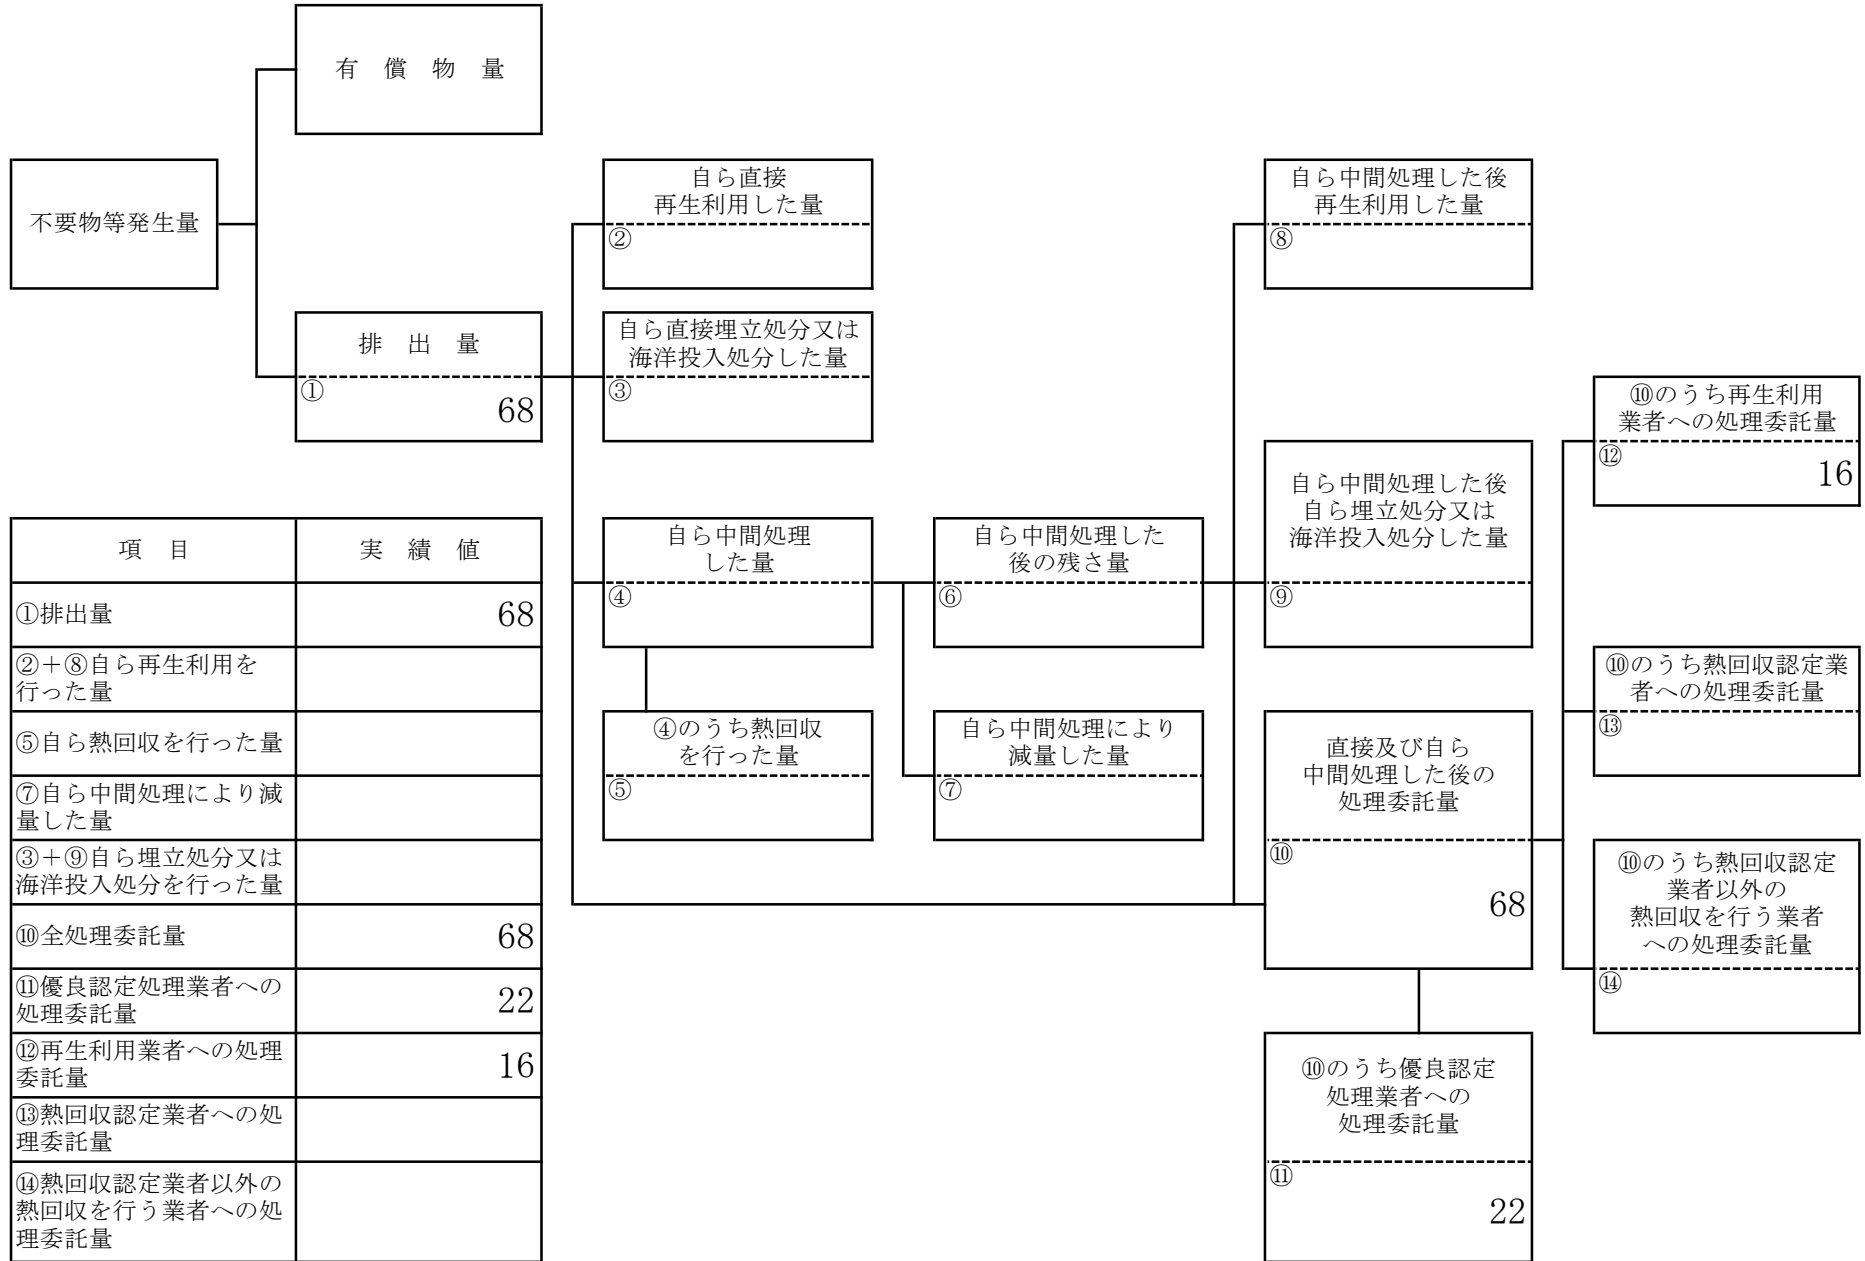 有 償 物 量
不要物等発生量
自ら直接
再生利用した量
②
自ら中間処理した後
再生利用した量
⑧
排 出 量
①
68
自ら直接埋立処分又は
海洋投入処分した量
③
⑩のうち再生利用
業者への処理委託量
⑫
16
自ら中間処理
した量
④
自ら中間処理した
後の残さ量
⑥
自ら中間処理した後
自ら埋立処分又は
海洋投入処分した量
⑨
⑩のうち熱回収認定業
者への処理委託量
⑬
④のうち熱回収
を行った量
⑤
自ら中間処理により
減量した量
⑦
直接及び自ら
中間処理した後の
処理委託量
⑩
68
⑩のうち熱回収認定
業者以外の
熱回収を行う業者
への処理委託量
⑭
⑩のうち優良認定
処理業者への
処理委託量
⑪
22
項 目 実 績 値
①排出量 68
②+⑧自ら再生利用を
行った量
⑤自ら熱回収を行った量
⑦自ら中間処理により減
量した量
③+⑨自ら埋立処分又は
海洋投入処分を行った量
⑩全処理委託量 68
⑪優良認定処理業者への
処理委託量 22
⑫再生利用業者への処理
委託量 16
⑬熱回収認定業者への処
理委託量
⑭熱回収認定業者以外の
熱回収を行う業者への処
理委託量